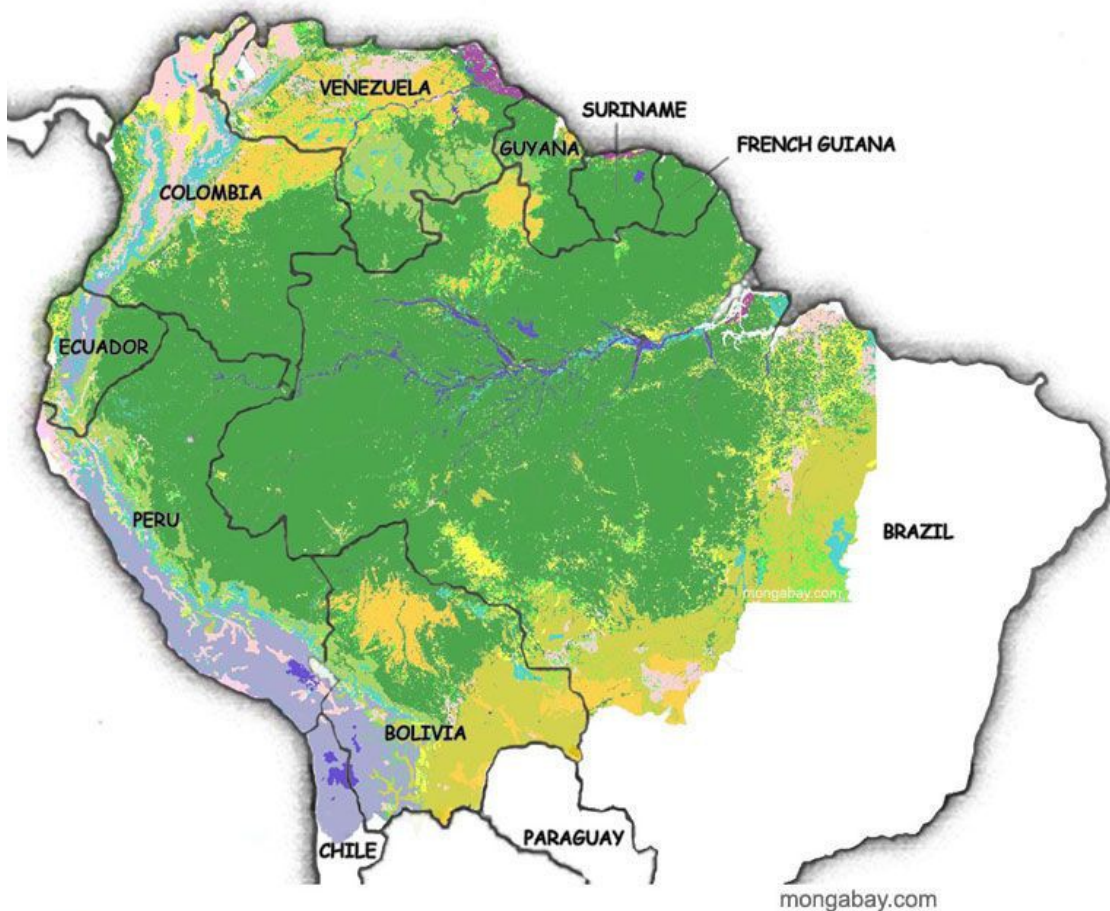 VENEZUELA
SURINAME
GUYANA
FRENCH GUIANA
COLOMBIA
ECUADOR
PERU
BRAZIL
mongabay.com
BOLIVIA
PARAGUAY
CHILE
mongabay.com